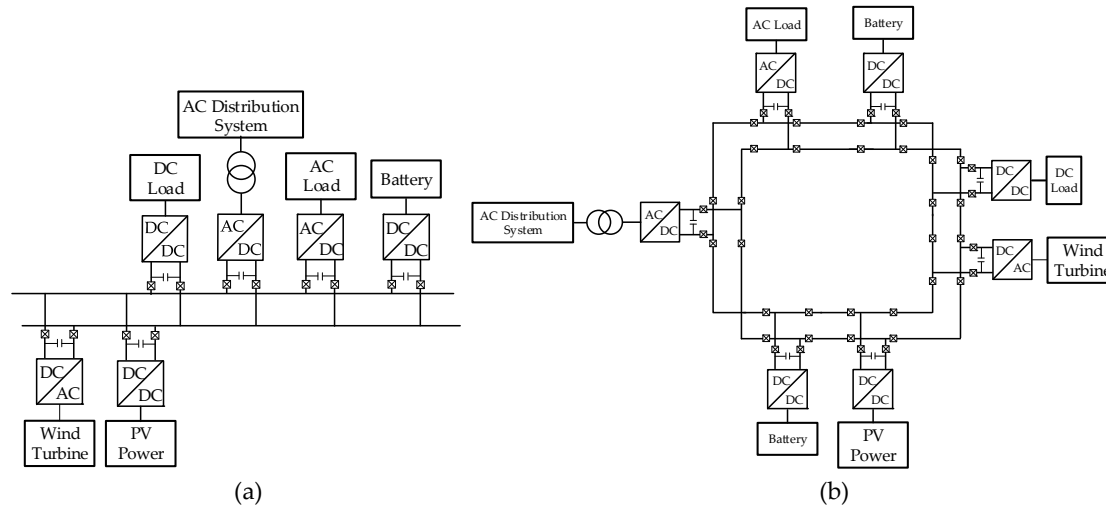 AC Distribution
System
DC
Load
AC
Load
Battery
DC
DC
AC
DC
AC
DC
DC
DC
DC
AC
DC
DC
Wind
Turbine
PV
Power
(a)
AC Load
Battery
AC
DC
DC
DC
DC
DC
DC
Load
AC Distribution
System
AC
DC
DC
AC
Wind
Turbine
DC
DC
DC
DC
Battery
PV
Power
(b)